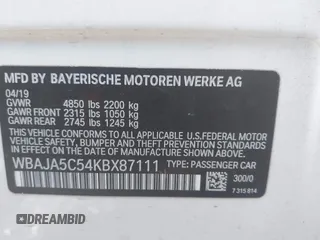 MFD BY BAYERISCHE MOTOREN WERKE AG
04/19
GVWR 4850 lbs 2200 kg
GAWR FRONT 2315 lbs 1050 kg
GAWR REAR 2745 lbs 1245 kg
THIS VEHICLE CONFORMS TO ALL APPLICABLE U.S. FEDERAL MOTOR
VEHICLE SAFETY, BUMPER, AND THEFT PREVENTION STANDARDS
IN EFFECT ON THE DATE OF MANUFACTURE SHOWN ABOVE.
WBAJA5C54KBX87111 TYPE: PASSENGER CAR
300/0
7 315 814
AUTOBIDMASTER